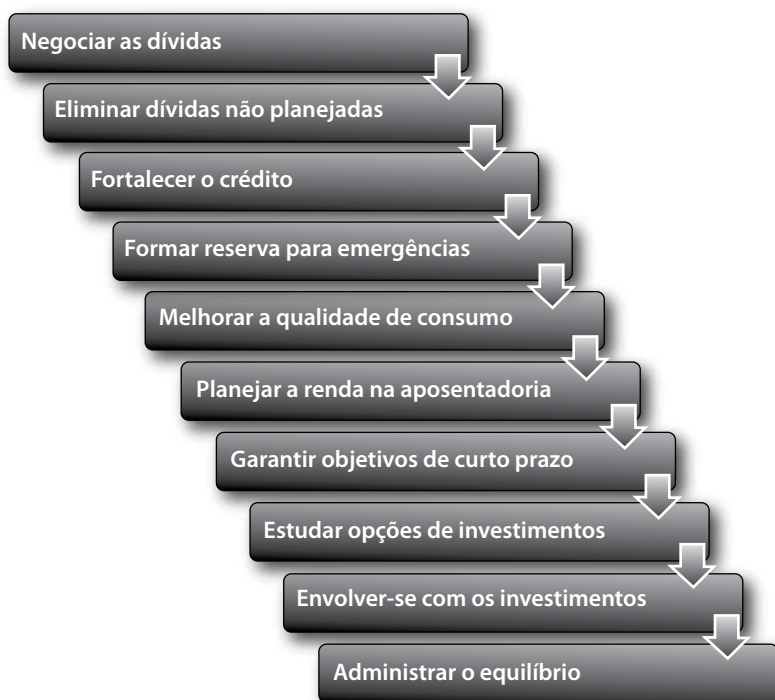 Negociar as dívidas
Eliminar dívidas não planejadas
Fortalecer o crédito
Formar reserva para emergências
Melhorar a qualidade de consumo
Planejar a renda na aposentadoria
Garantir objetivos de curto prazo
Estudar opções de investimentos
Envolver-se com os investimentos
Administrar o equilíbrio